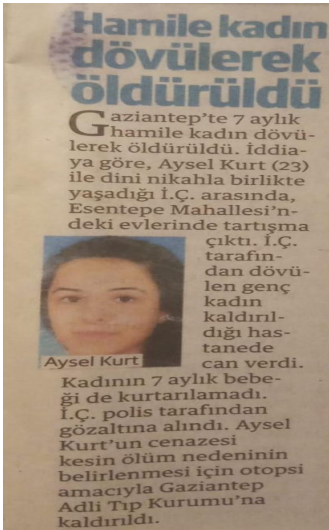 Hamile kadın
dövülerek
öldürüldü
Gaziantep'te 7 aylık
hamile kadın dövü-
lerek öldürüldü. İddia-
ya göre, Aysel Kurt (23)
ile dini nikahla birlikte
yaşadığı İ.Ç. arasında,
Esentepe Mahallesi'n-
deki evlerinde tartışma
çıktı. İ.Ç.
tarafın-
dan dövü-
len genç
kadın
kaldırıl-
dığı has-
tanede
can verdi.
Aysel Kurt
Kadının 7 aylık bebe-
ği de kurtarılamadı.
İ.Ç. polis tarafından
gözaltına alındı. Aysel
Kurt'un cenazesi
kesin ölüm nedeninin
belirlenmesi için otopsi
amacıyla Gaziantep
Adli Tıp Kurumu'na
kaldırıldı.